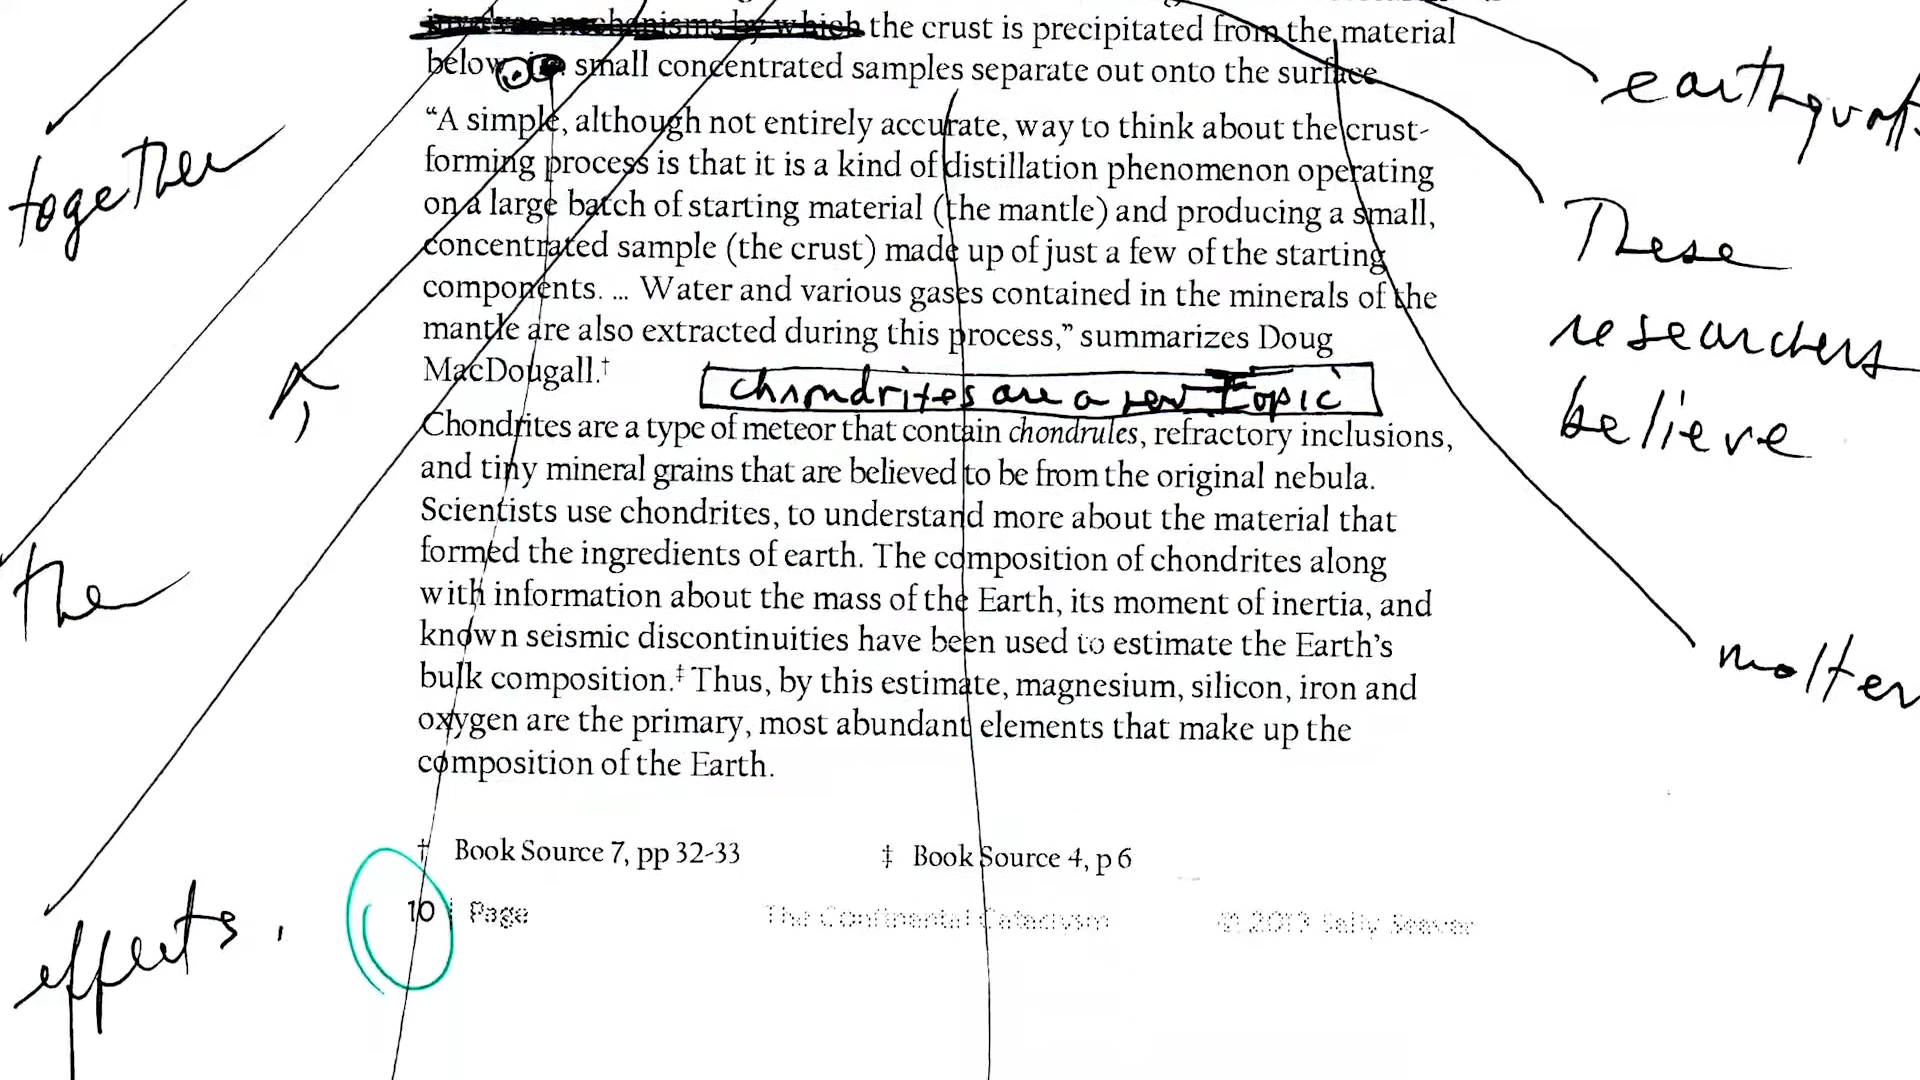 involves mechanisms by which the crust is precipitated from the material
below small concentrated samples separate out onto the surface
“A simple, although not entirely accurate, way to think about the crust-
forming process is that it is a kind of distillation phenomenon operating
on a large batch of starting material (the mantle) and producing a small,
concentrated sample (the crust) made up of just a few of the starting
components. ... Water and various gases contained in the minerals of the
mantle are also extracted during this process,” summarizes Doug
MacDougall.†
chondrites are a new Topic
Chondrites are a type of meteor that contain chondrules, refractory inclusions,
and tiny mineral grains that are believed to be from the original nebula.
Scientists use chondrites, to understand more about the material that
formed the ingredients of earth. The composition of chondrites along
with information about the mass of the Earth, its moment of inertia, and
known seismic discontinuities have been used to estimate the Earth’s
bulk composition.‡ Thus, by this estimate, magnesium, silicon, iron and
oxygen are the primary, most abundant elements that make up the
composition of the Earth.
† Book Source 7, pp 32-33 ‡ Book Source 4, p 6
10 | Page The Continental Cataclysm © 2013 Sally Seaver
together
the
effects.
These
researchers
believe
molten